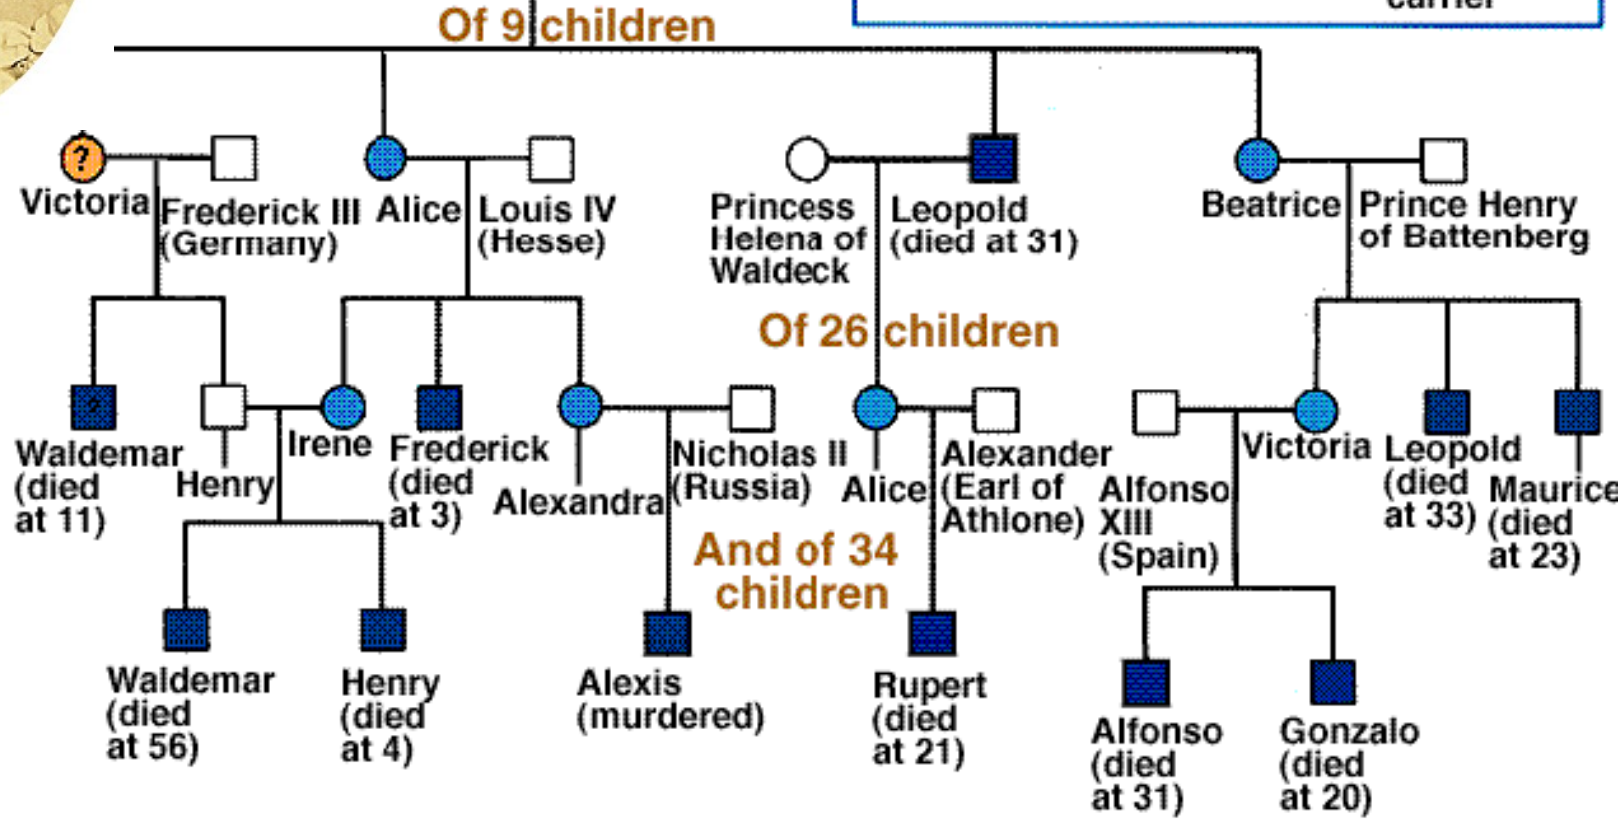 carrier
Of 9 children
?
Victoria
Frederick III
(Germany)
Alice
Louis IV
(Hesse)
Princess
Helena of
Waldeck
Leopold
(died at 31)
Beatrice
Prince Henry
of Battenberg
Of 26 children
?
Waldemar
(died
at 11)
Henry
Irene
Frederick
(died
at 3)
Alexandra
Nicholas II
(Russia)
Alice
Alexander
(Earl of
Athlone)
Alfonso
XIII
(Spain)
Victoria
Leopold
(died
at 33)
Maurice
(died
at 23)
And of 34
children
Waldemar
(died
at 56)
Henry
(died
at 4)
Alexis
(murdered)
Rupert
(died
at 21)
Alfonso
(died
at 31)
Gonzalo
(died
at 20)